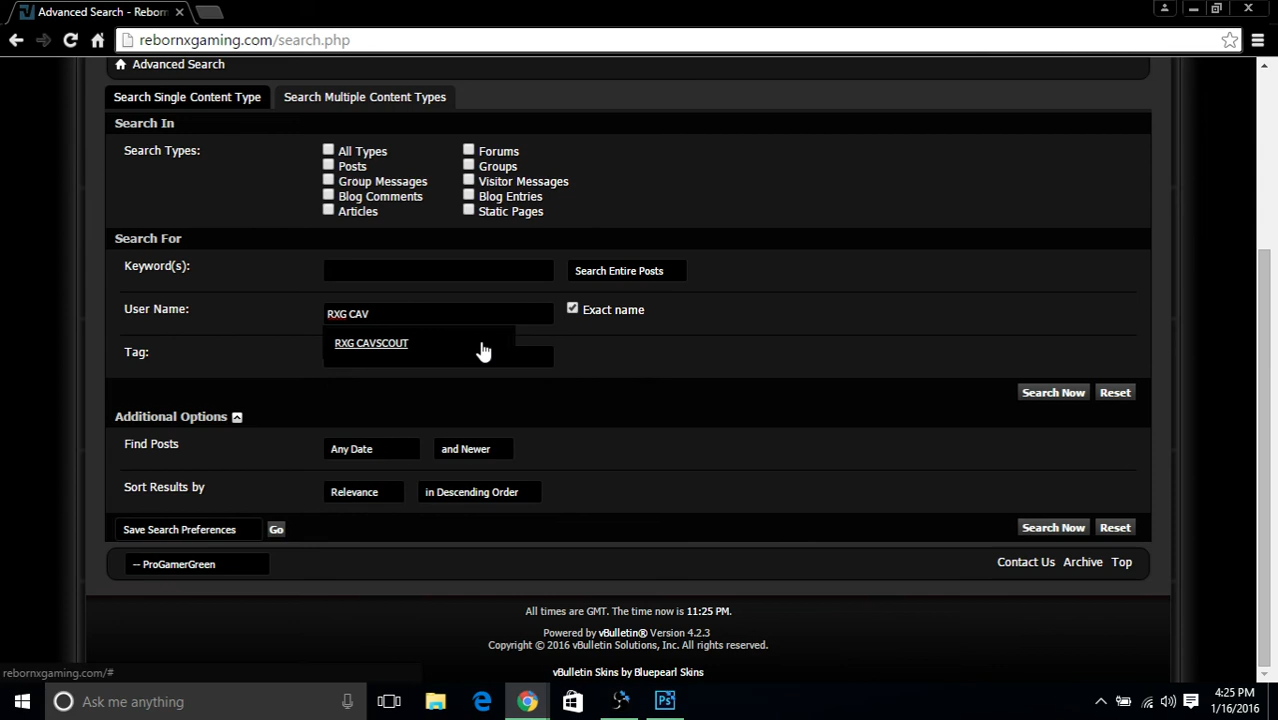 Advanced Search - Reborn
rebornxgaming.com/search.php
Advanced Search
Search Single Content Type
Search Multiple Content Types
Search In
Search Types:
All Types
Forums
Posts
Groups
Group Messages
Visitor Messages
Blog Comments
Blog Entries
Articles
Static Pages
Search For
Keyword(s):
Search Entire Posts
User Name:
RXG CAV
Exact name
RXG CAVSCOUT
Tag:
Search Now
Reset
Additional Options
Find Posts
Any Date
and Newer
Sort Results by
Relevance
in Descending Order
Save Search Preferences
Go
Search Now
Reset
-- ProGamerGreen
Contact Us
Archive
Top
All times are GMT. The time now is 11:25 PM.
Powered by vBulletin® Version 4.2.3
Copyright © 2016 vBulletin Solutions, Inc. All rights reserved.
vBulletin Skins by Bluepearl Skins
rebornxgaming.com/#
Ask me anything
Ps
4:25 PM
1/16/2016